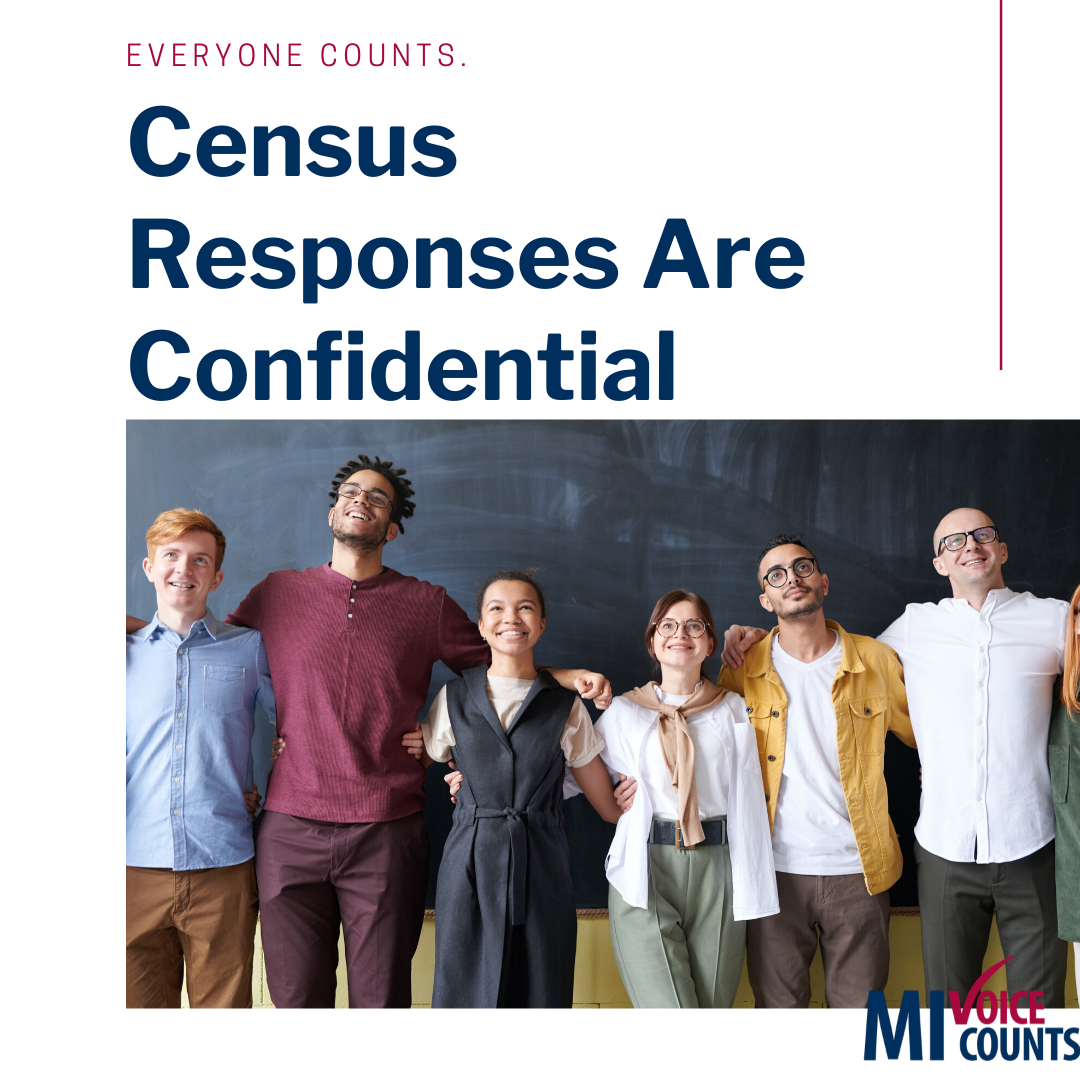 EVERYONE COUNTS.
Census
Responses Are
Confidential
MI VOICE
COUNTS